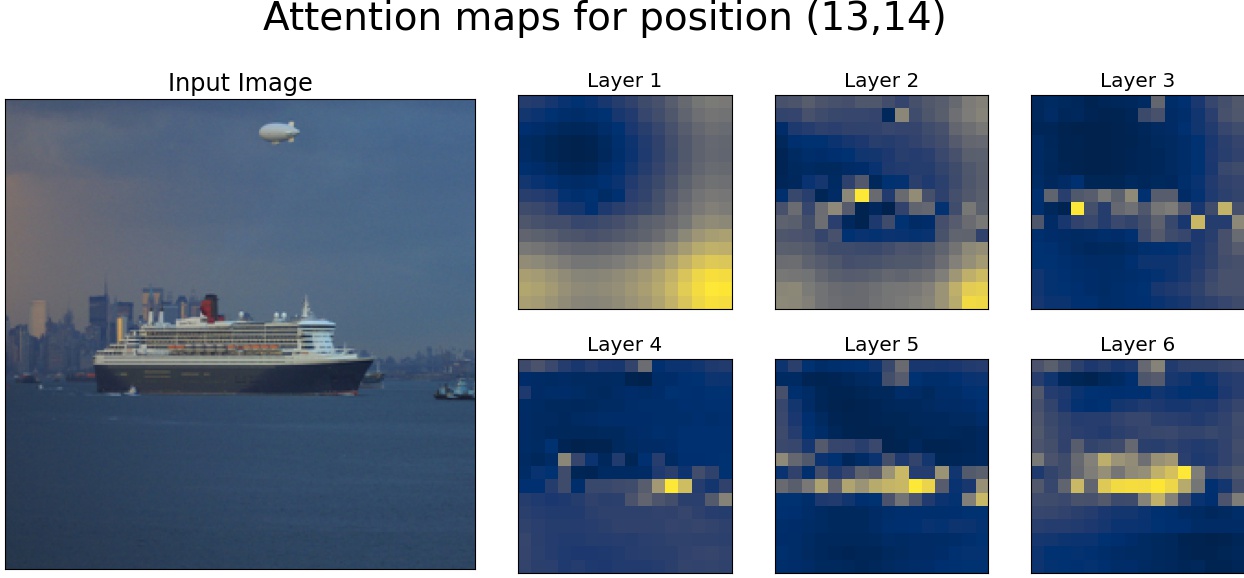 Attention maps for position (13,14)
Input Image
Layer 1
Layer 2
Layer 3
Layer 4
Layer 5
Layer 6